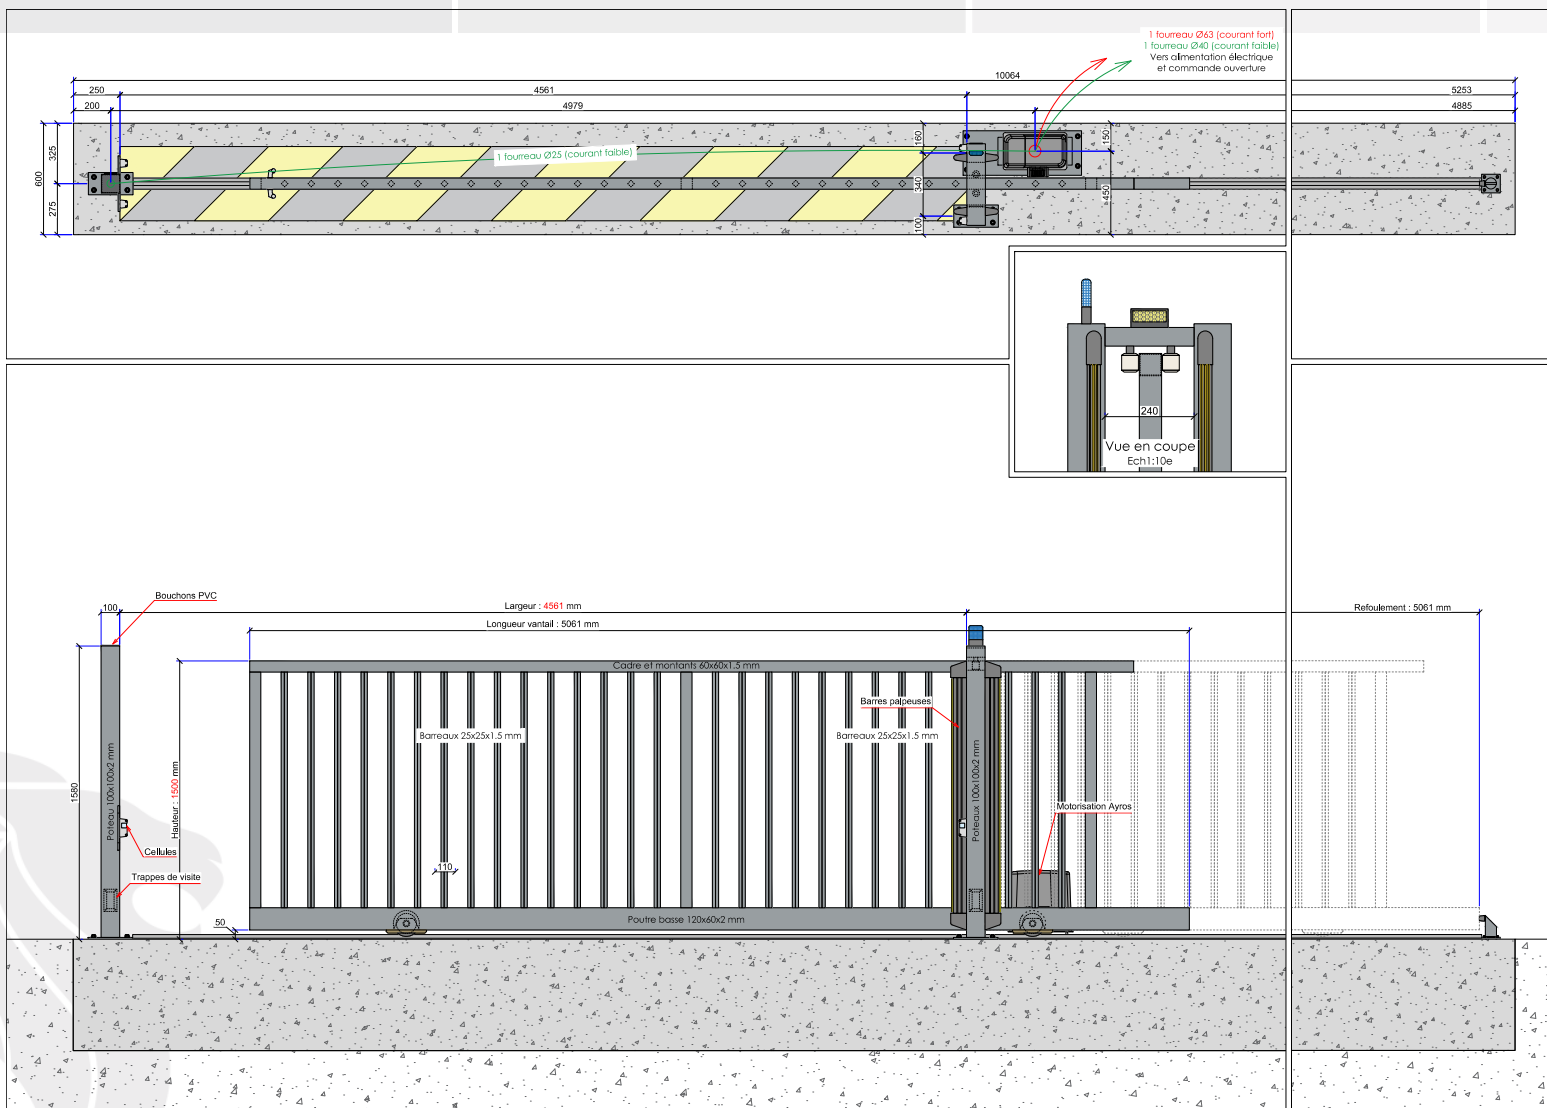 1 fourreau Ø63 (courant fort)
1 fourreau Ø40 (courant faible)
Vers alimentation électrique
et commande ouverture
10064
250
4561
5253
200
4979
4885
600
325
275
1 fourreau Ø25 (courant faible)
160
340
100
150
450
240
Vue en coupe
Ech1:10e
Bouchons PVC
100
Largeur : 4561 mm
Refoulement : 5061 mm
Longueur vantail : 5061 mm
Cadre et montants 60x60x1.5 mm
Barres palpeuses
Barreaux 25x25x1.5 mm
Barreaux 25x25x1.5 mm
1580
Poteau 100x100x2 mm
Hauteur : 1500 mm
Poteaux 100x100x2 mm
Motorisation Ayros
Cellules
110
Trappes de visite
50
Poutre basse 120x60x2 mm